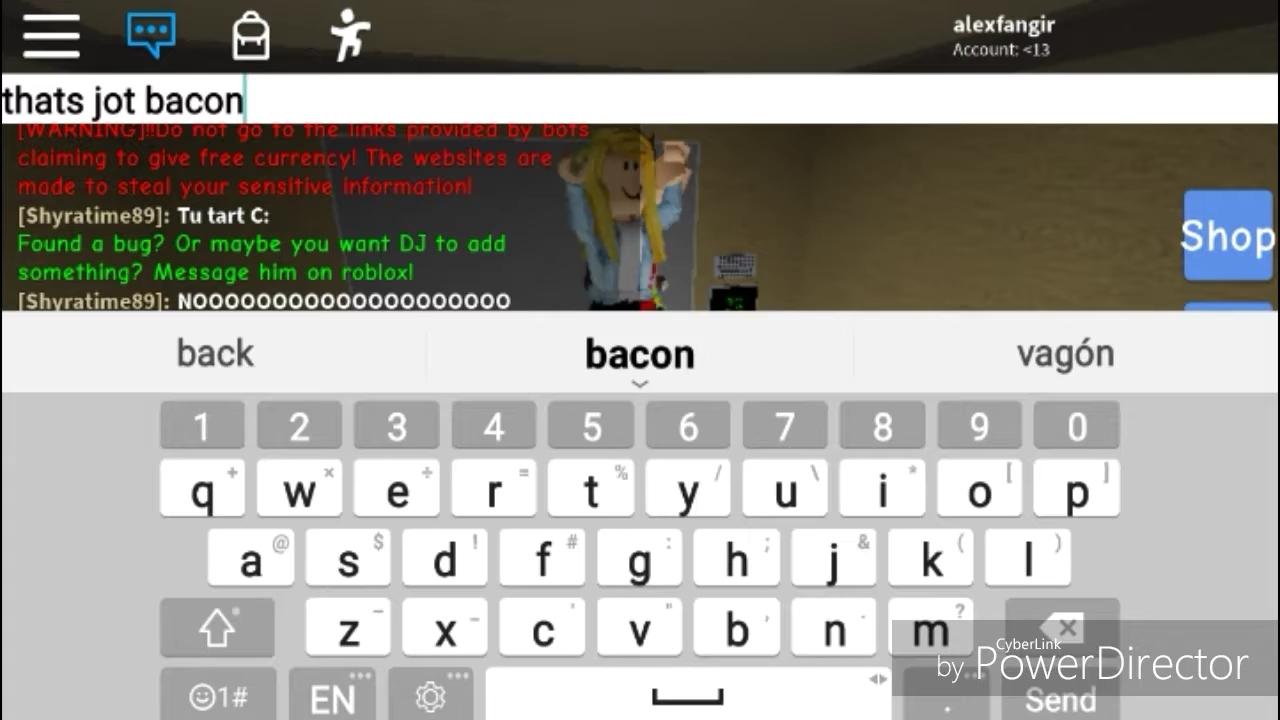 alexfangir
Account: <13
thats jot bacon
[WARNING]!!Do not go to the links provided by bots
claiming to give free currency! The websites are
made to steal your sensitive information!
[Shyratime89]: Tu tart C:
Found a bug? Or maybe you want DJ to add
something? Message him on roblox!
[Shyratime89]: NOOOOOOOOOOOOOOOOOOOOO
Shop
back bacon vagón
1 2 3 4 5 6 7 8 9 0
q + w × e ÷ r = t % y / u \ i * o [ p ]
a @ s $ d ! f # g : h ; j & k ( l )
z - x _ c ' v " b , n . m ?
CyberLink
by PowerDirector
1# EN . Send